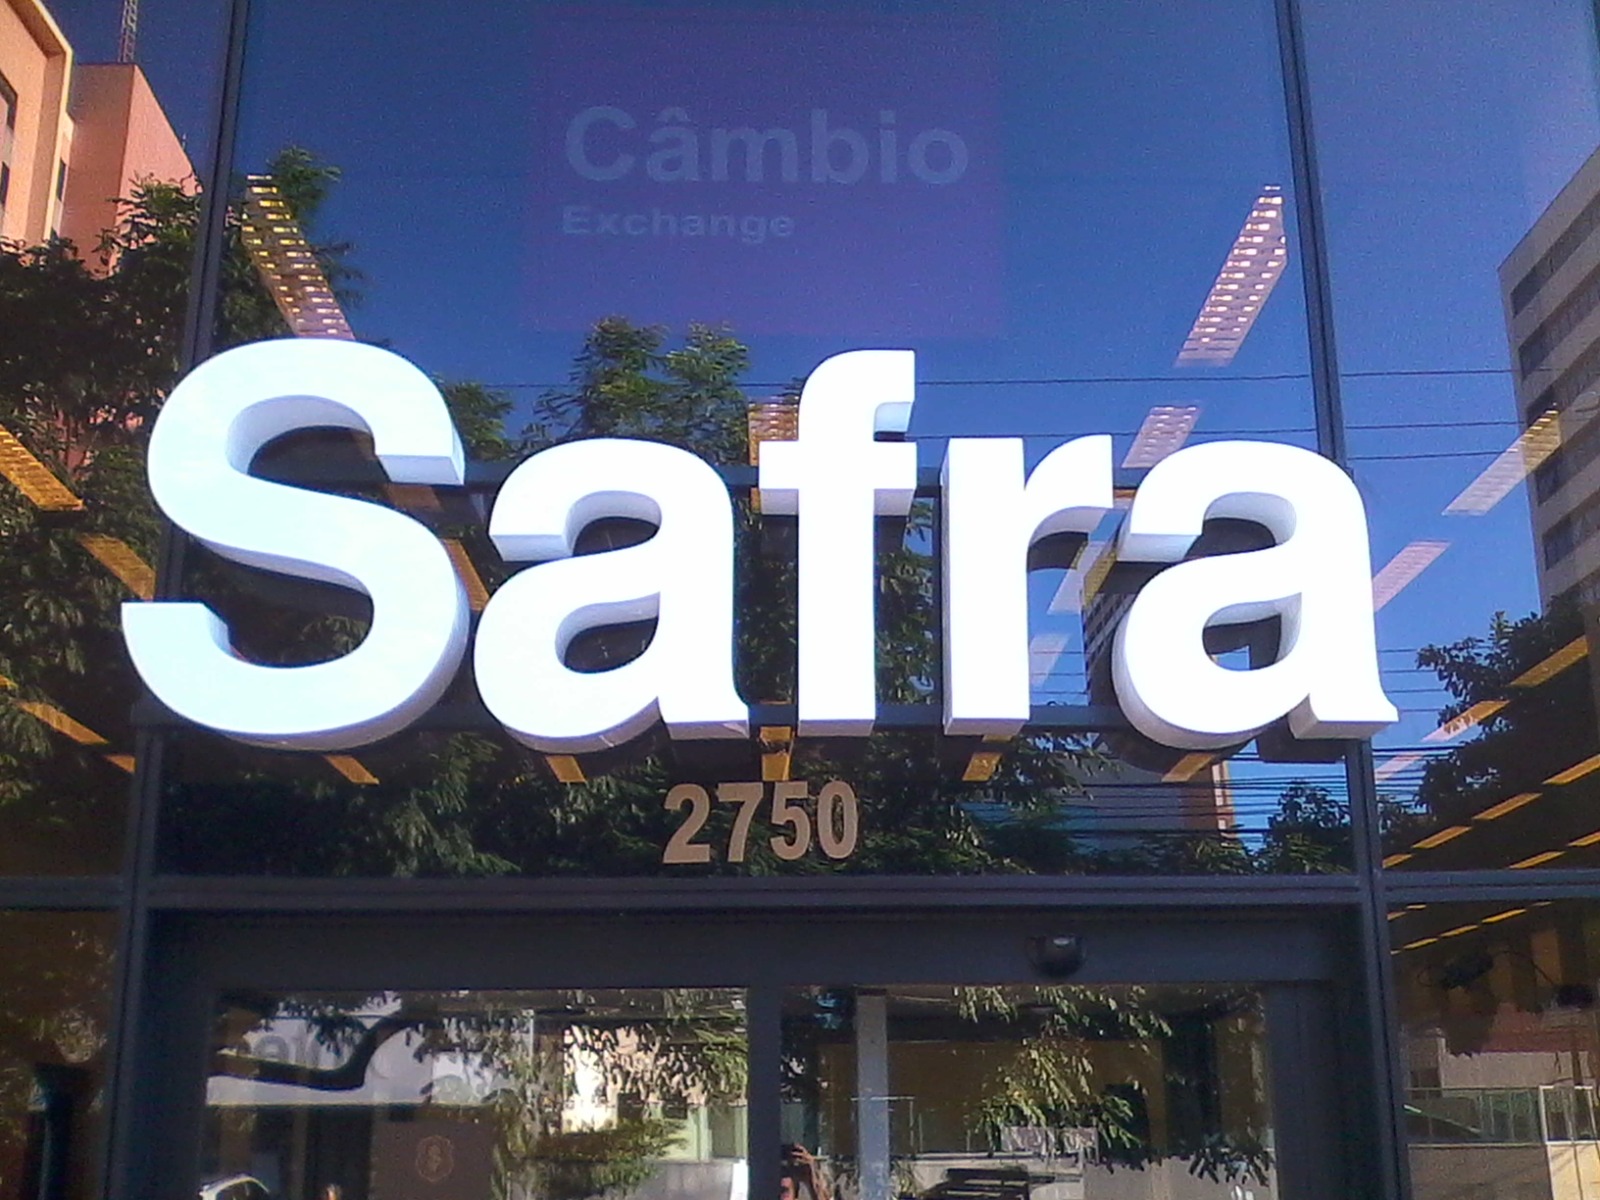 Câmbio
Exchange
Safra
2750